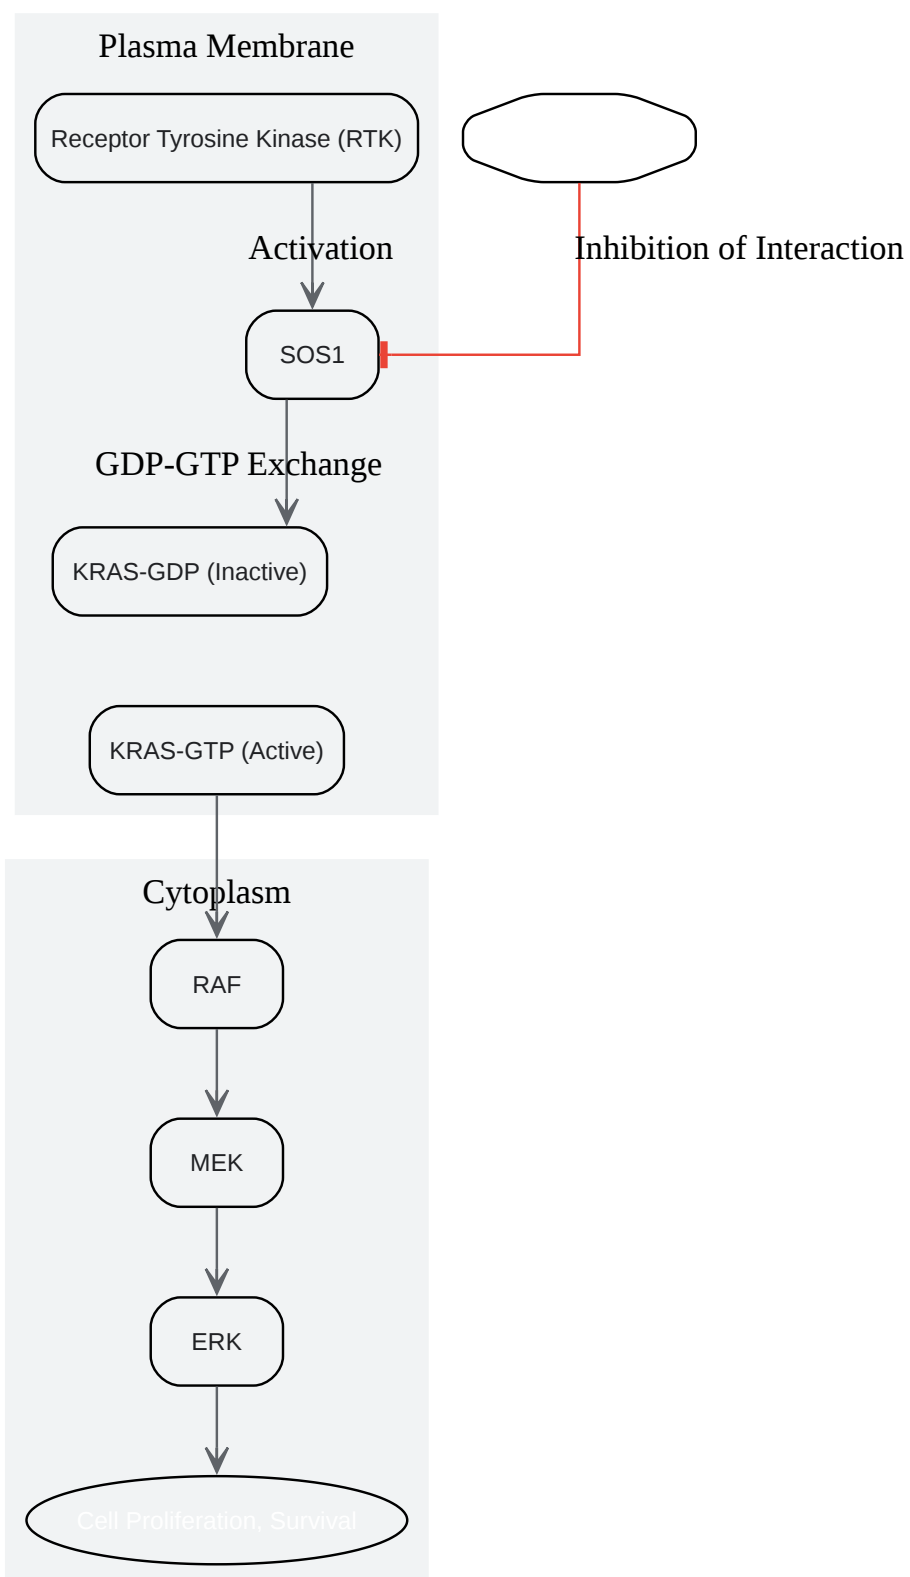 Plasma Membrane
Receptor Tyrosine Kinase (RTK)
Activation
Inhibition of Interaction
SOS1
GDP-GTP Exchange
KRAS-GDP (Inactive)
KRAS-GTP (Active)
Cytoplasm
RAF
MEK
ERK
Cell Proliferation, Survival